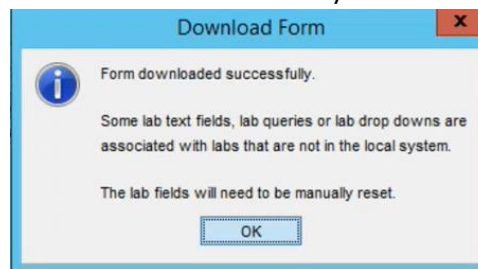 Download Form
x
Form downloaded successfully.
Some lab text fields, lab queries or lab drop downs are
associated with labs that are not in the local system.
The lab fields will need to be manually reset.
OK